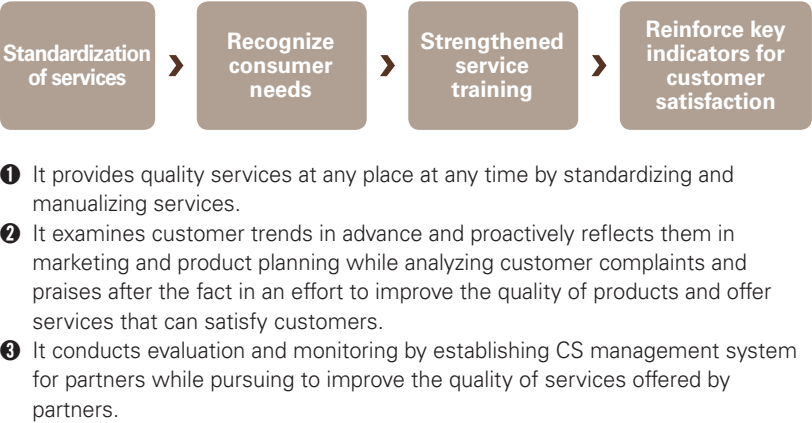 Standardization
of services
Recognize
consumer
needs
Strengthened
service
training
Reinforce key
indicators for
customer
satisfaction
❶ It provides quality services at any place at any time by standardizing and
manualizing services.
❷ It examines customer trends in advance and proactively reflects them in
marketing and product planning while analyzing customer complaints and
praises after the fact in an effort to improve the quality of products and offer
services that can satisfy customers.
❸ It conducts evaluation and monitoring by establishing CS management system
for partners while pursuing to improve the quality of services offered by
partners.